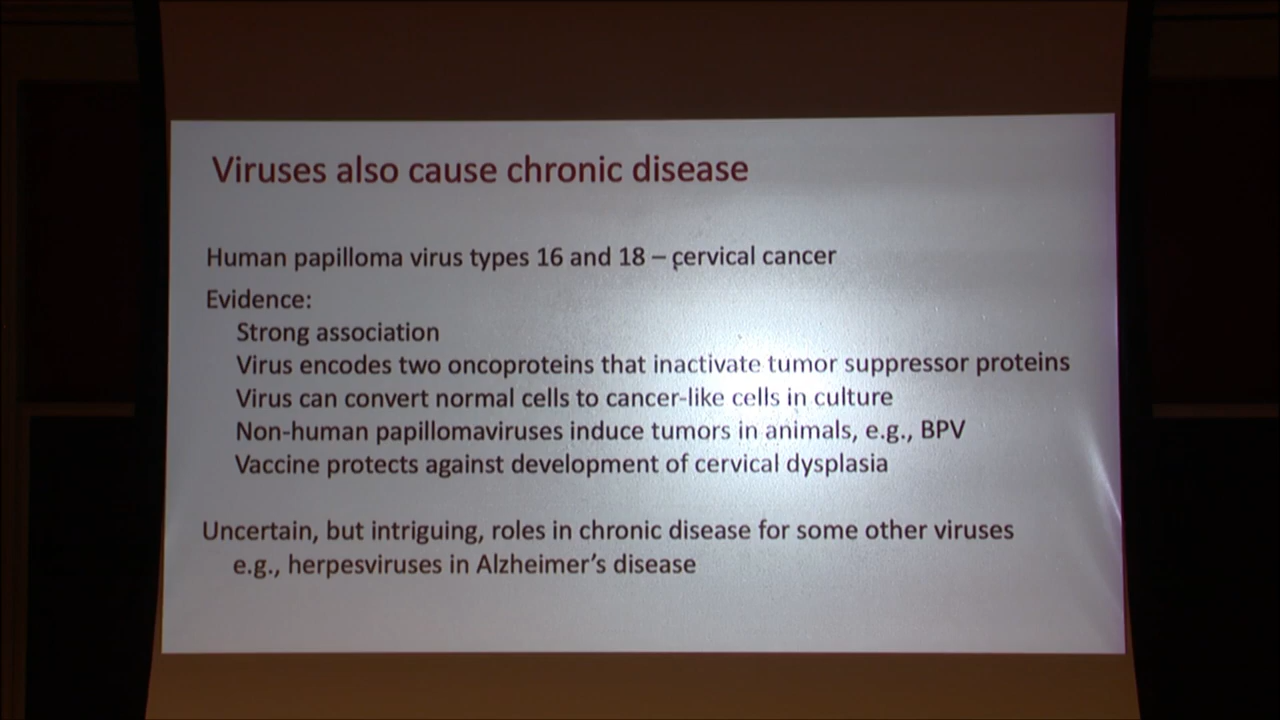 Viruses also cause chronic disease
Human papilloma virus types 16 and 18 – cervical cancer
Evidence:
Strong association
Virus encodes two oncoproteins that inactivate tumor suppressor proteins
Virus can convert normal cells to cancer-like cells in culture
Non-human papillomaviruses induce tumors in animals, e.g., BPV
Vaccine protects against development of cervical dysplasia
Uncertain, but intriguing, roles in chronic disease for some other viruses
e.g., herpesviruses in Alzheimer’s disease